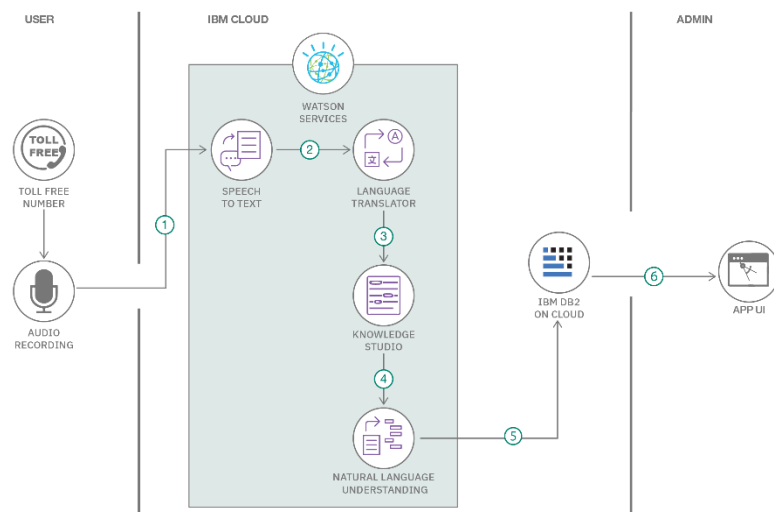 USER
IBM CLOUD
ADMIN
WATSON
SERVICES
TOLL
FREE
TOLL FREE
NUMBER
1
SPEECH
TO TEXT
2
A
文
LANGUAGE
TRANSLATOR
3
AUDIO
RECORDING
KNOWLEDGE
STUDIO
4
NATURAL LANGUAGE
UNDERSTANDING
5
IBM DB2
ON CLOUD
6
APP UI